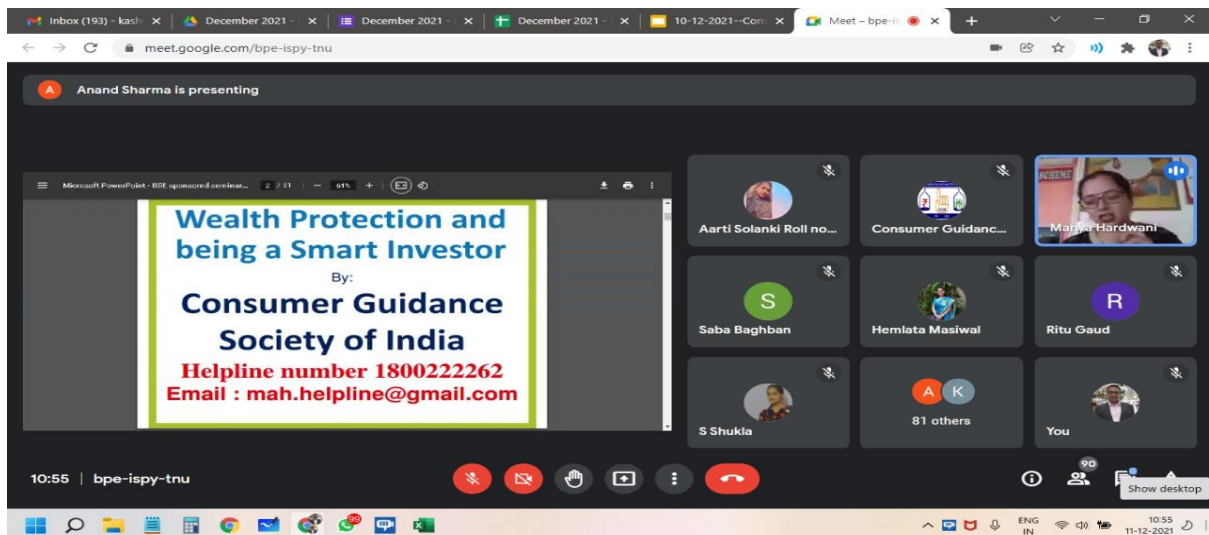 Inbox (193) - kash
December 2021 -
December 2021 -
December 2021 -
10-12-2021--Con
Meet – bpe-is
meet.google.com/bpe-ispy-tnu
A Anand Sharma is presenting
Microsoft PowerPoint - BSE sponsored seminar... 2 / 31 61%
Wealth Protection and
being a Smart Investor
By:
Consumer Guidance
Society of India
Helpline number 1800222262
Email : mah.helpline@gmail.com
SCHEME
Aarti Solanki Roll no...
Consumer Guidanc...
Manya Hardwani
S
R
Saba Baghban
Hemlata Masiwal
Ritu Gaud
A K
S Shukla
81 others
You
10:55 | bpe-ispy-tnu
90
Show desktop
99
ENG
IN
10:55
11-12-2021